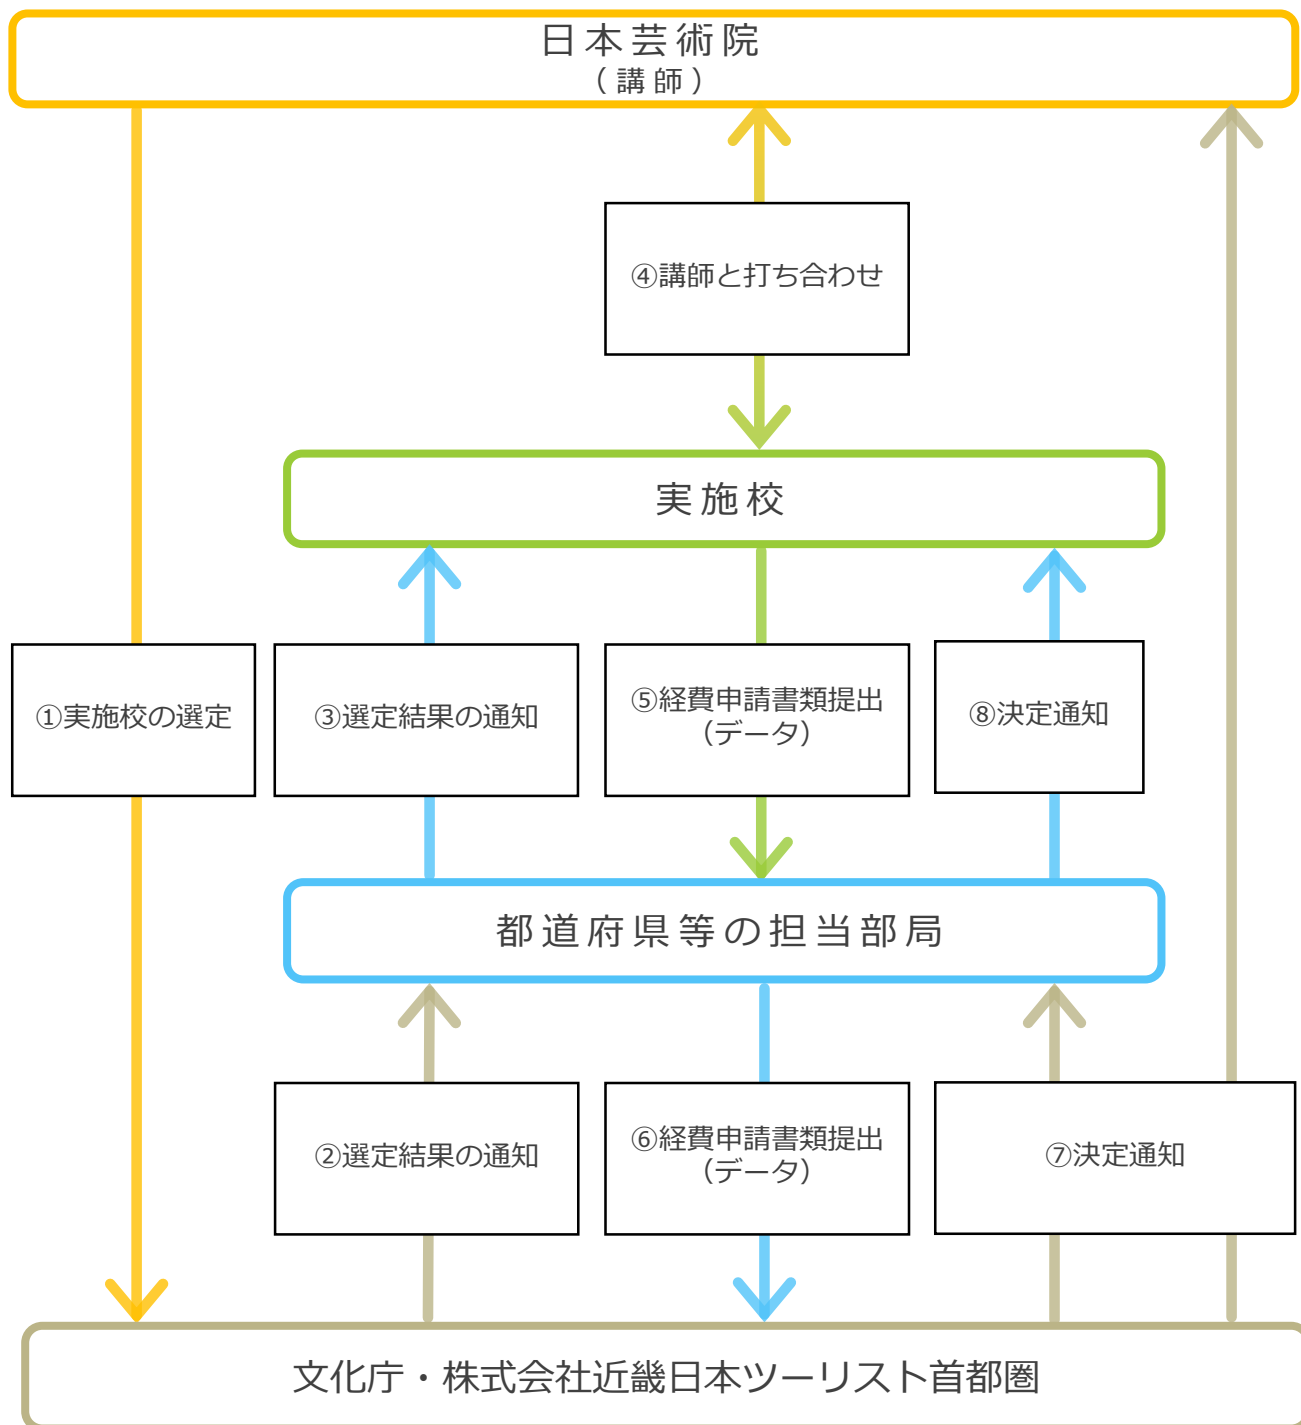 日本芸術院
（講師）
④講師と打ち合わせ
実施校
①実施校の選定
③選定結果の通知
⑤経費申請書類提出
（データ）
⑧決定通知
都道府県等の担当部局
②選定結果の通知
⑥経費申請書類提出
（データ）
⑦決定通知
文化庁・株式会社近畿日本ツーリスト首都圏